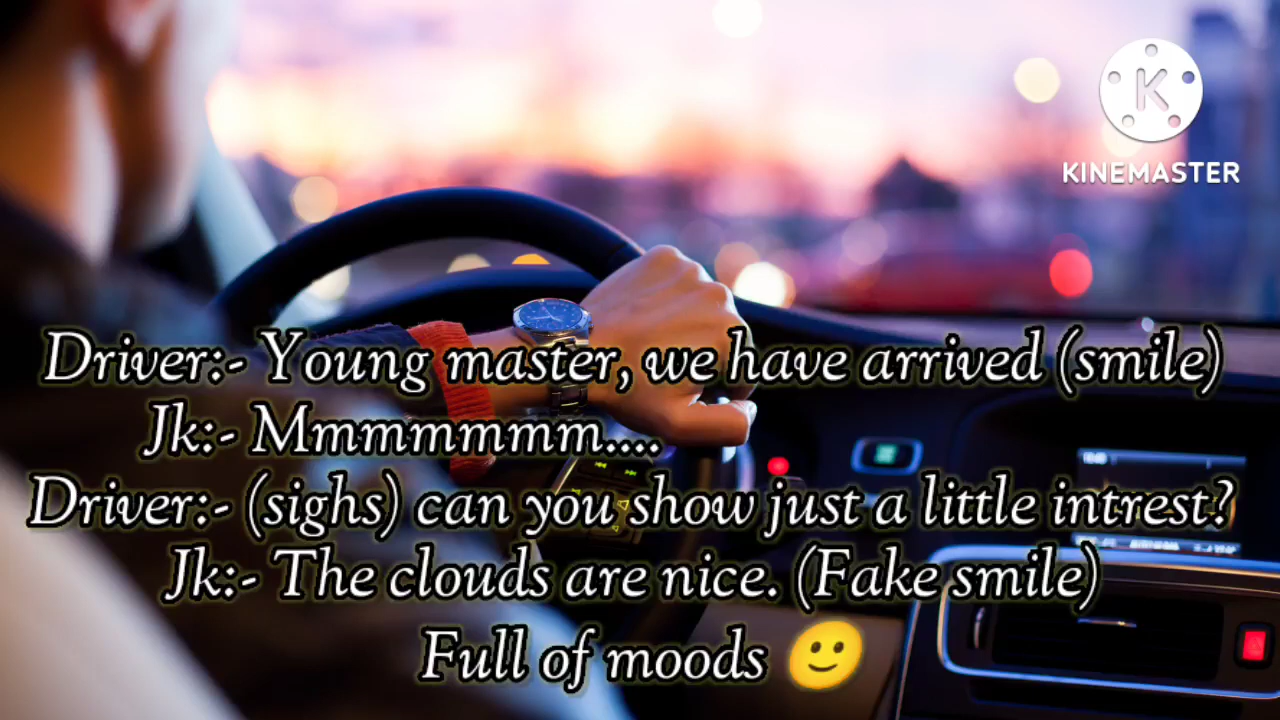 KINEMASTER
Driver:- Young master, we have arrived (smile)
Jk:- Mmmmmmm....
Driver:- (sighs) can you show just a little intrest?
Jk:- The clouds are nice. (Fake smile)
Full of moods 🙂